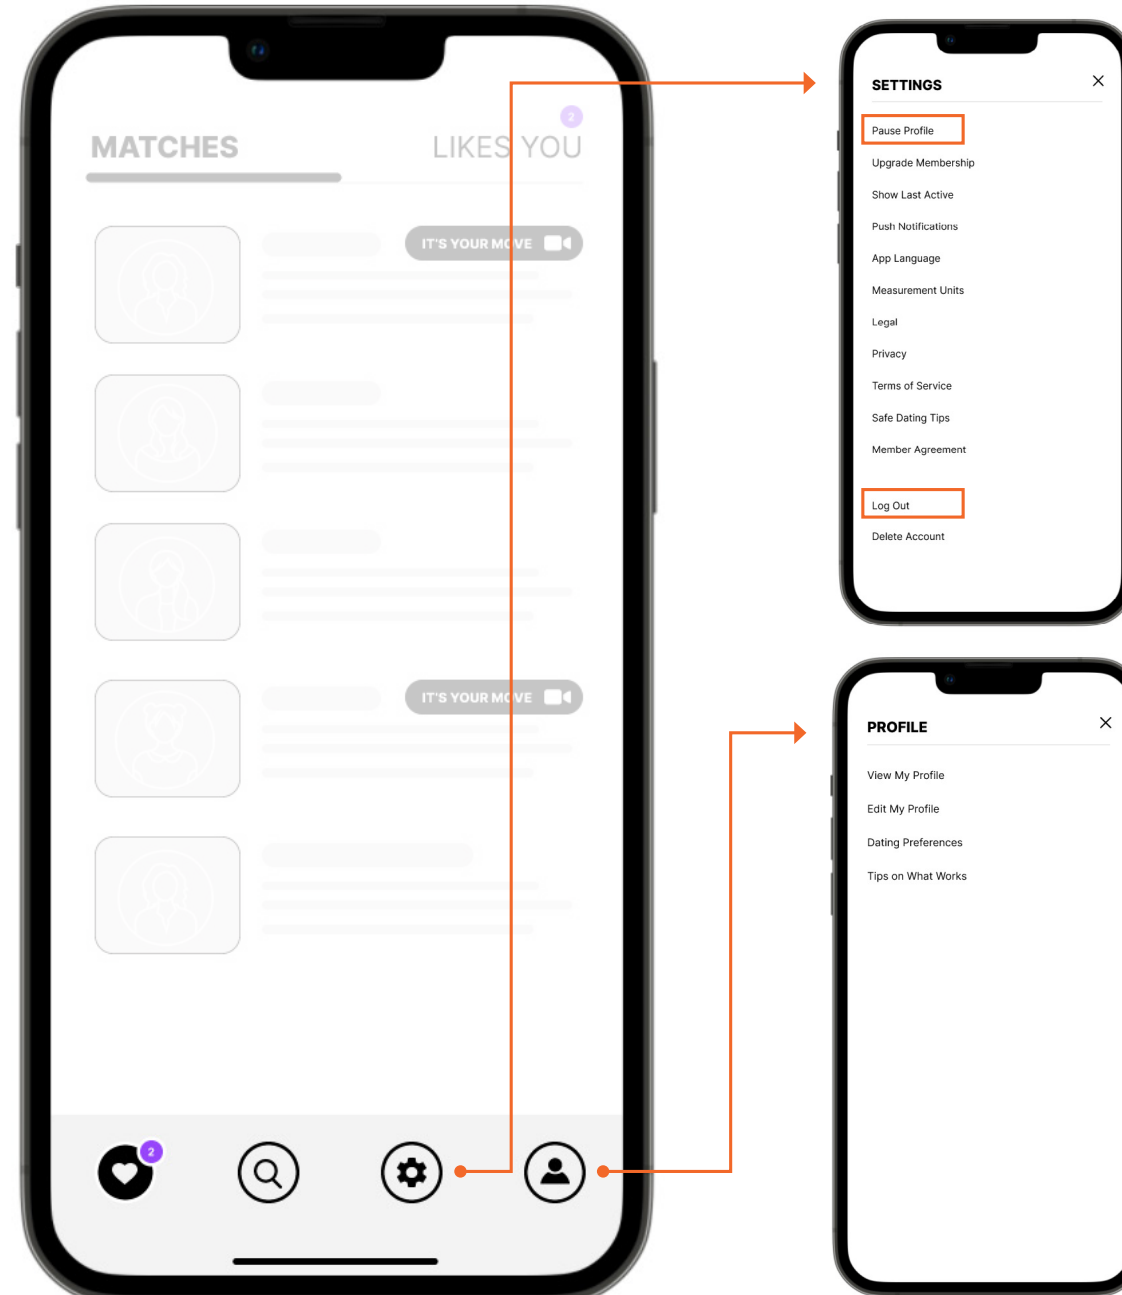 MATCHES
LIKES YOU
2
IT'S YOUR MOVE
IT'S YOUR MOVE
2
SETTINGS
Pause Profile
Upgrade Membership
Show Last Active
Push Notifications
App Language
Measurement Units
Legal
Privacy
Terms of Service
Safe Dating Tips
Member Agreement
Log Out
Delete Account
PROFILE
View My Profile
Edit My Profile
Dating Preferences
Tips on What Works